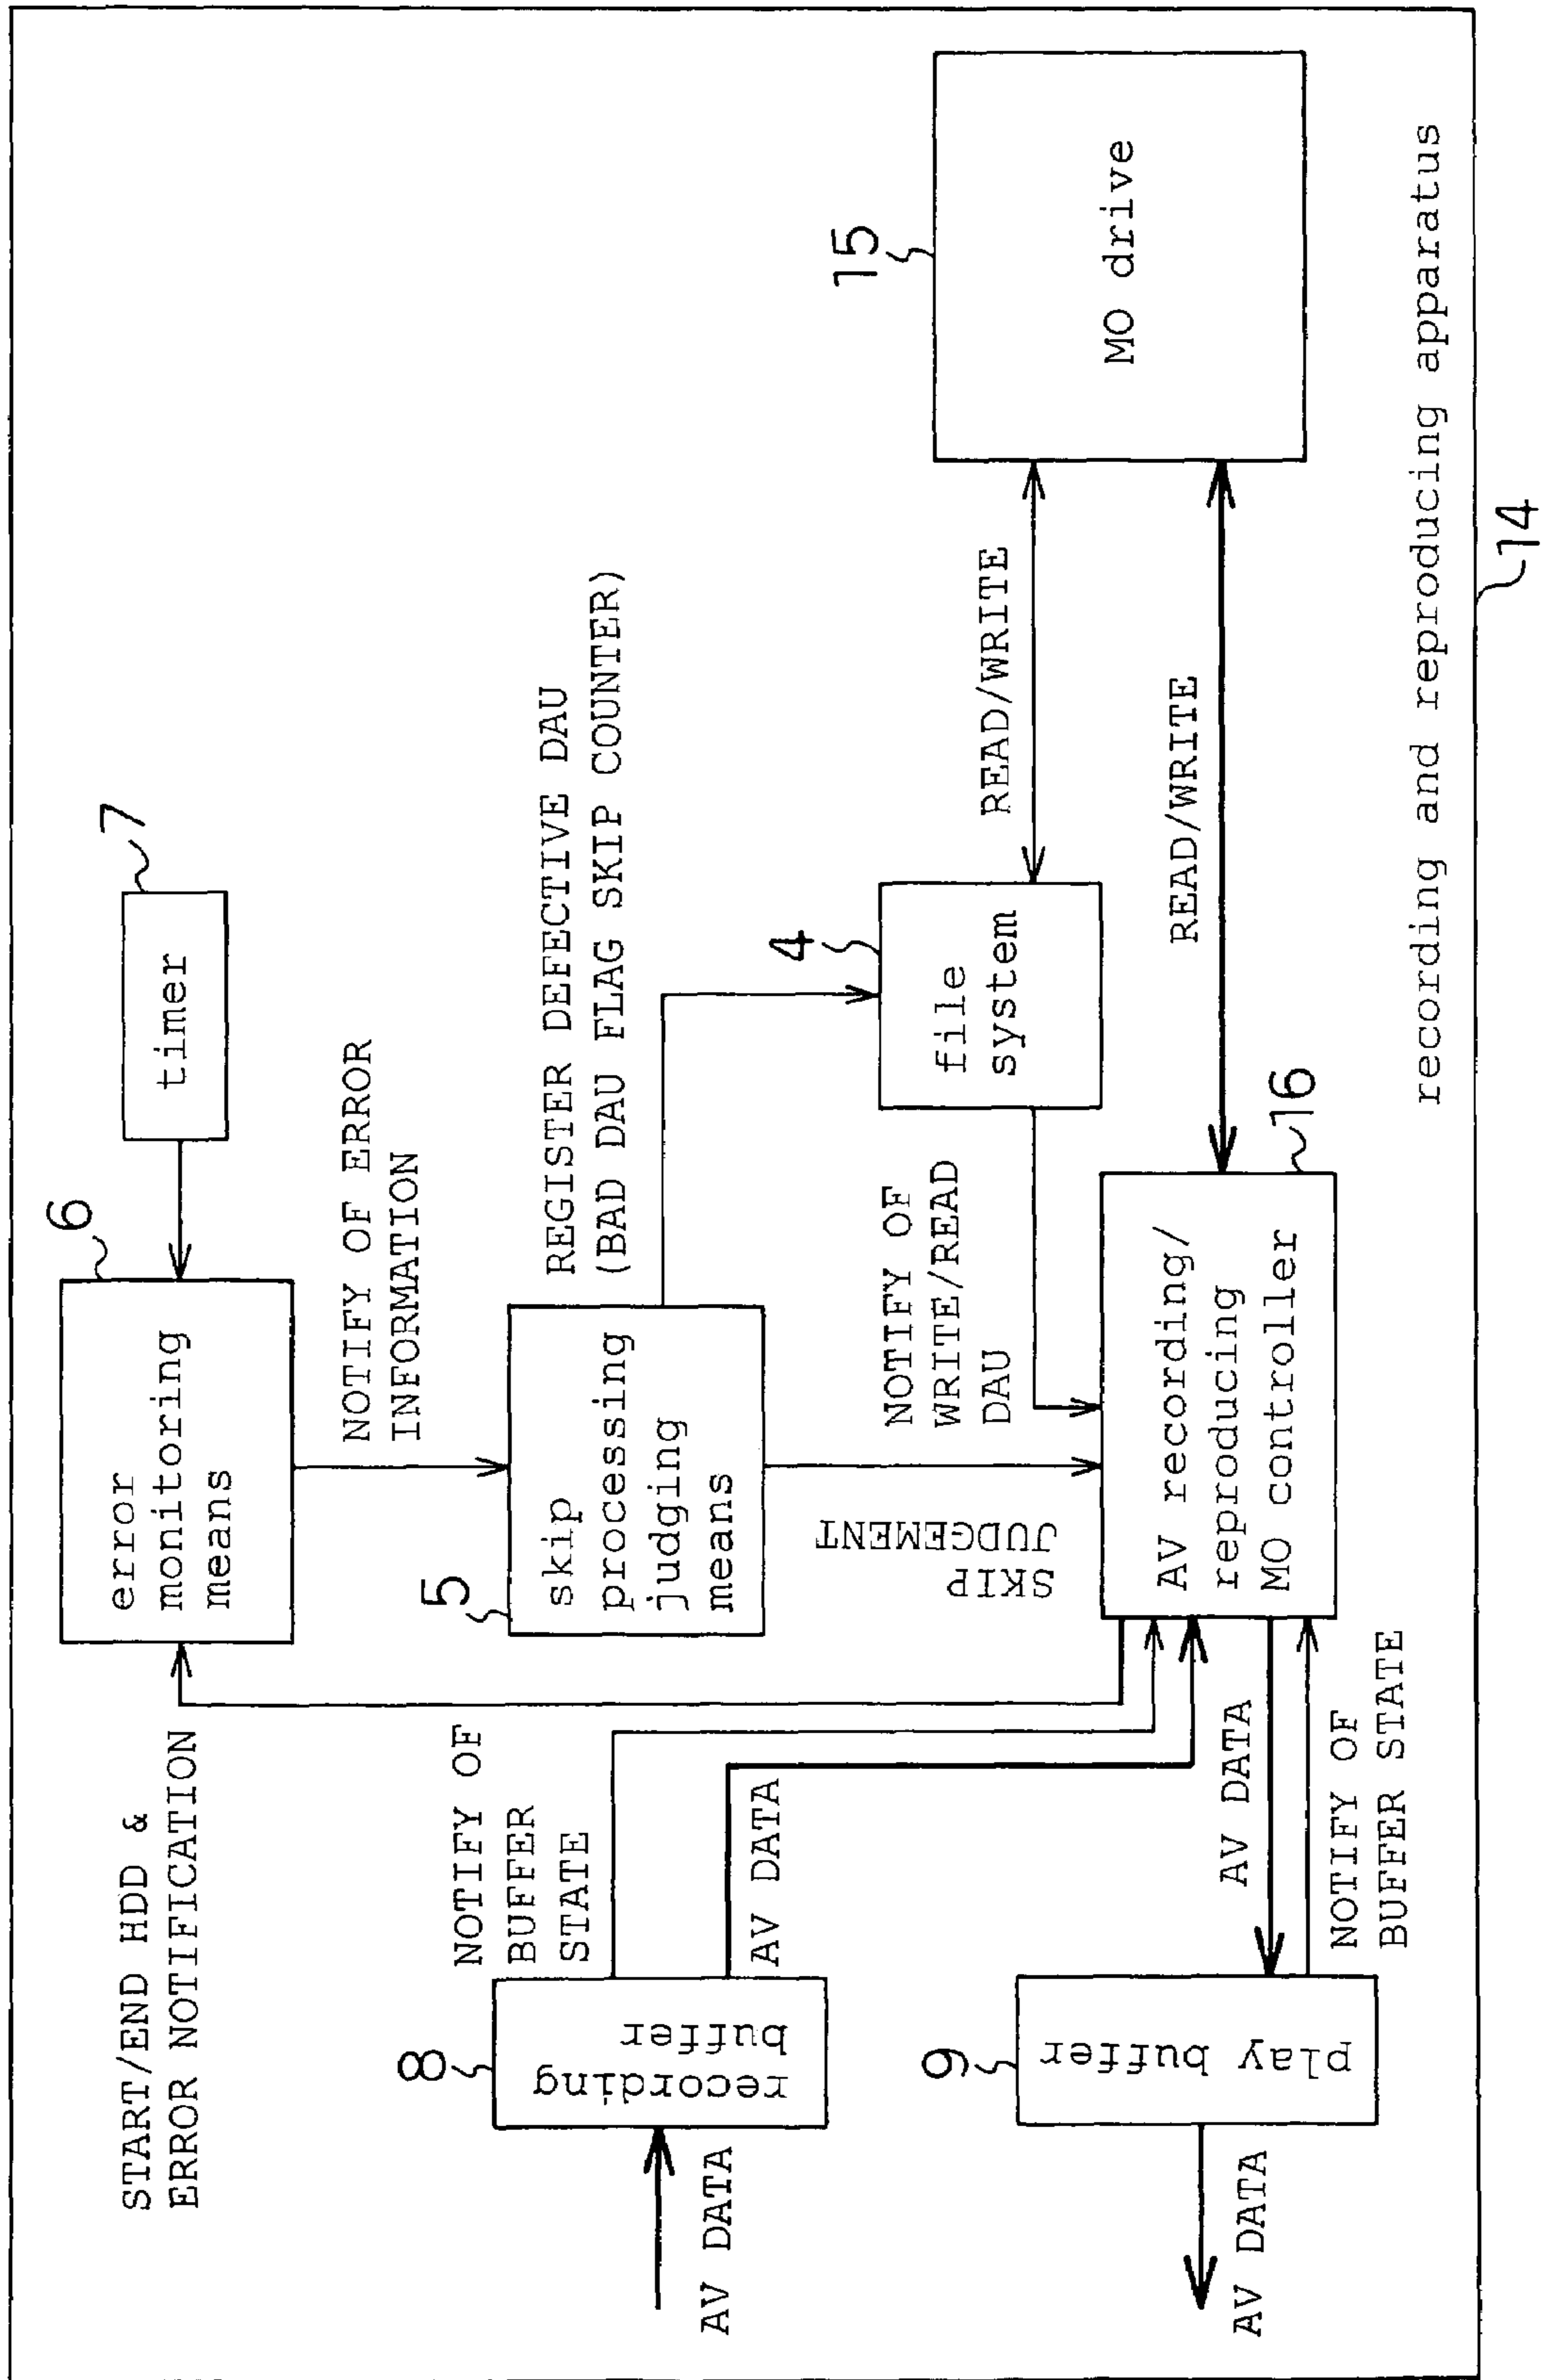 START/END HDD &
ERROR NOTIFICATION
6
error
monitoring
means
7
timer
NOTIFY OF ERROR
INFORMATION
5
skip
processing
judging
means
REGISTER DEFECTIVE DAU
(BAD DAU FLAG SKIP COUNTER)
SKIP
JUDGEMENT
NOTIFY OF
BUFFER
STATE
8
recording
buffer
AV DATA
AV DATA
NOTIFY OF
WRITE/READ
DAU
4
file
system
READ/WRITE
15
MO drive
READ/WRITE
16
AV recording/
reproducing
MO controller
9
play buffer
AV DATA
AV DATA
NOTIFY OF
BUFFER STATE
recording and reproducing apparatus
14